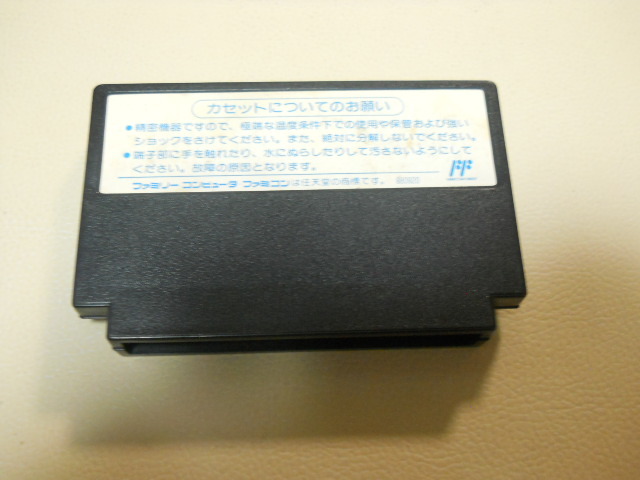 カセットについてのお願い
●精密機器ですので、極端な温度条件下での使用や保管および強い
ショックをさけてください。また、絶対に分解しないでください。
●端子部に手を触れたり、水にぬらしたりして汚さないようにして
ください。故障の原因となります。
ファミリーコンピュータ ファミコンは任天堂の商標です。
FF